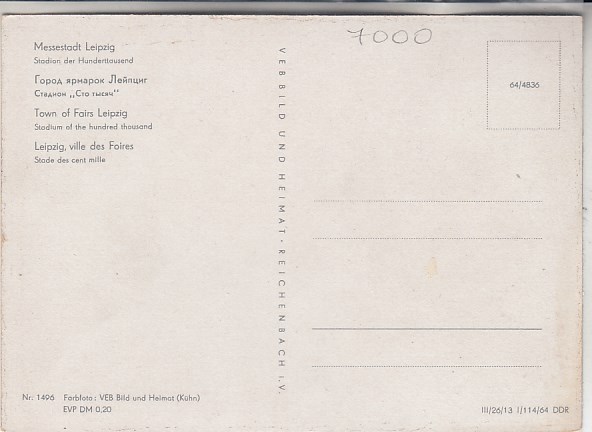 7000
Messestadt Leipzig
Stadion der Hunderttausend
Город ярмарок Лейпциг
Стадион „Сто тысяч"
Town of Fairs Leipzig
Stadium of the hundred thousand
Leipzig, ville des Foires
Stade des cent mille
VEB BILD UND HEIMAT · REICHENBACH i. V.
64/4836
Nr. 1496 Farbfoto: VEB Bild und Heimat (Kühn)
EVP DM 0,20
III/26/13 I/114/64 DDR